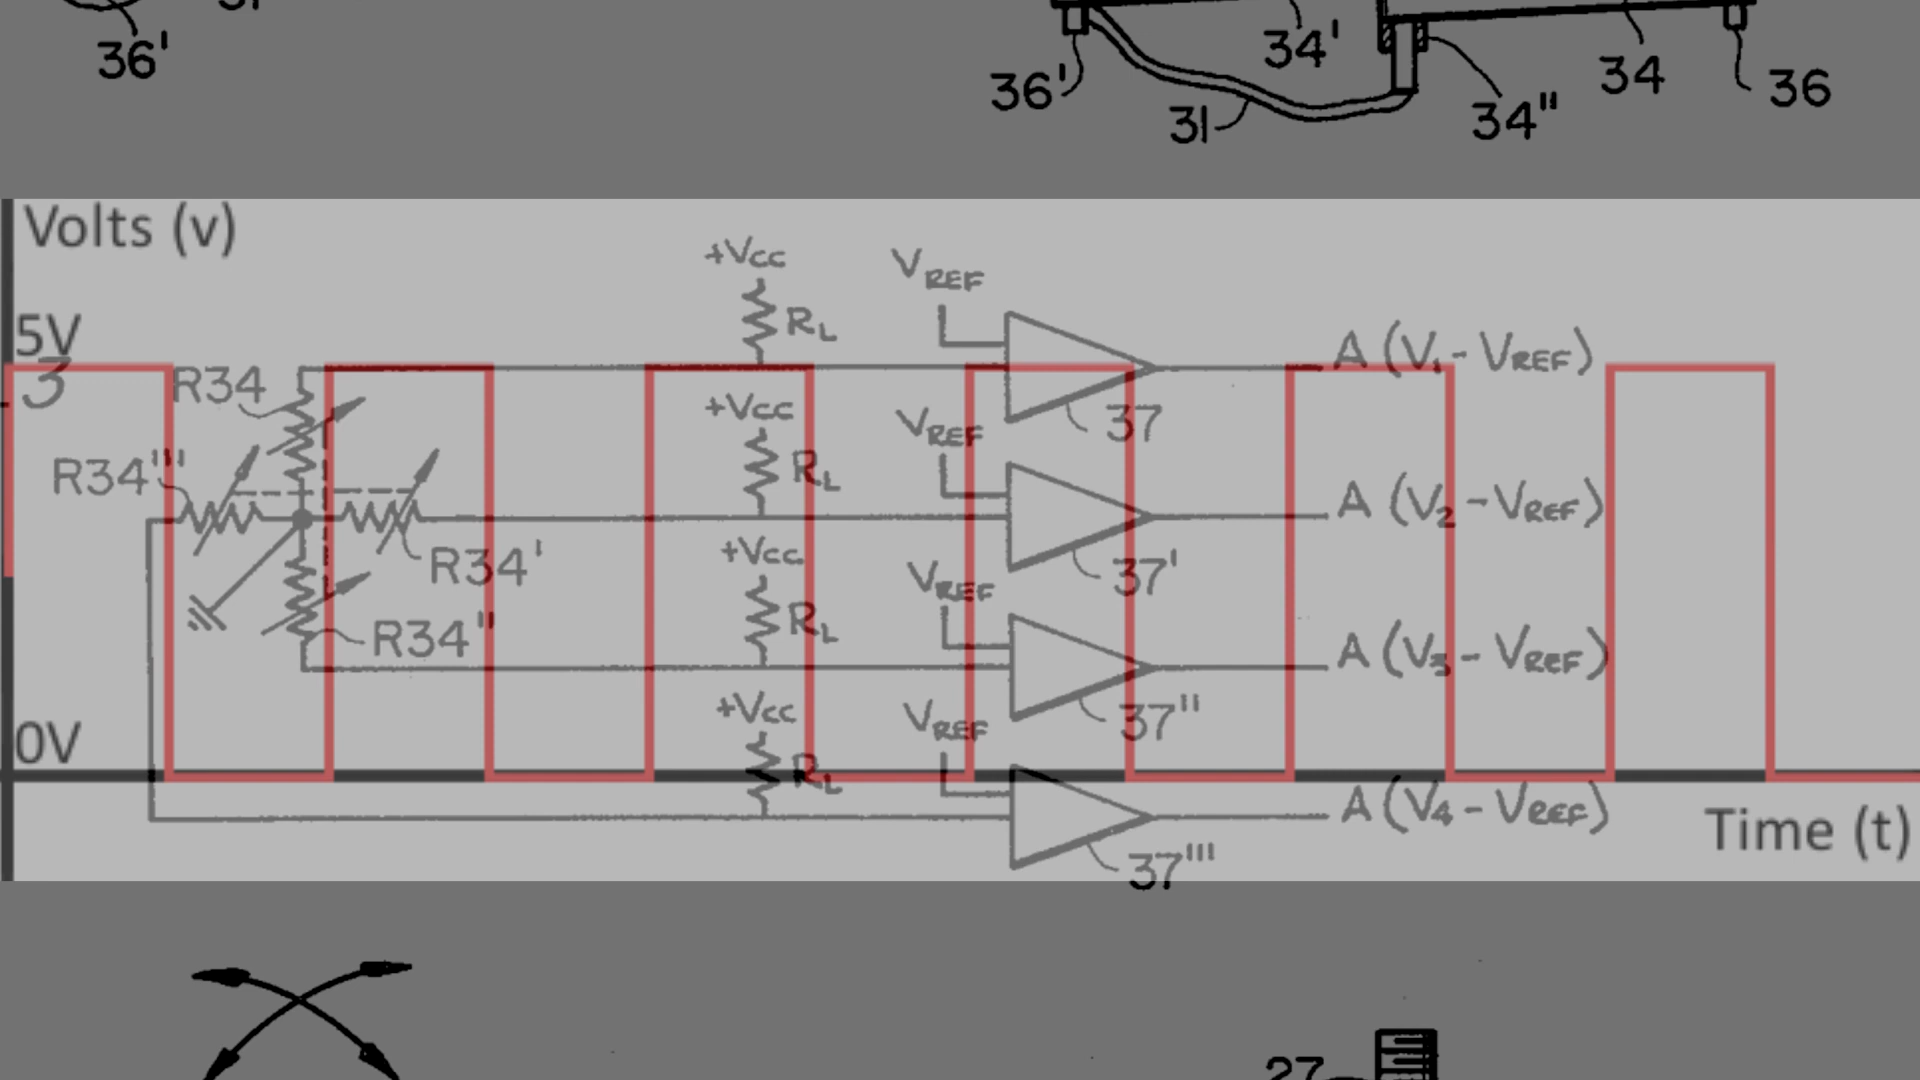 36'
34'
36'
31
34"
34
36
Volts (v)
+Vcc
VREF
RL
5V
A (V1 - VREF)
3
R34
+Vcc
VREF
37
R34'''
RL
A (V2 - VREF)
R34'
+Vcc
VREF
37'
R34"
RL
A (V3 - VREF)
+Vcc
VREF
37"
0V
RL
A (V4 - VREF)
Time (t)
37'''
27